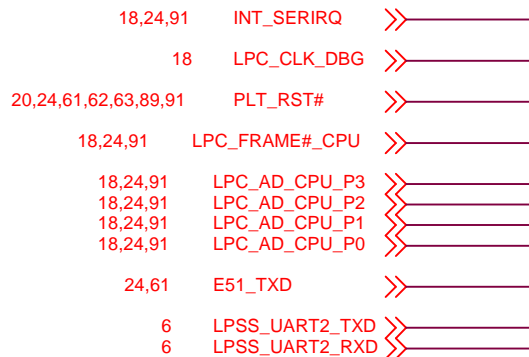 18,24,91 INT_SERIRQ
18 LPC_CLK_DBG
20,24,61,62,63,89,91 PLT_RST#
18,24,91 LPC_FRAME#_CPU
18,24,91 LPC_AD_CPU_P3
18,24,91 LPC_AD_CPU_P2
18,24,91 LPC_AD_CPU_P1
18,24,91 LPC_AD_CPU_P0
24,61 E51_TXD
6 LPSS_UART2_TXD
6 LPSS_UART2_RXD